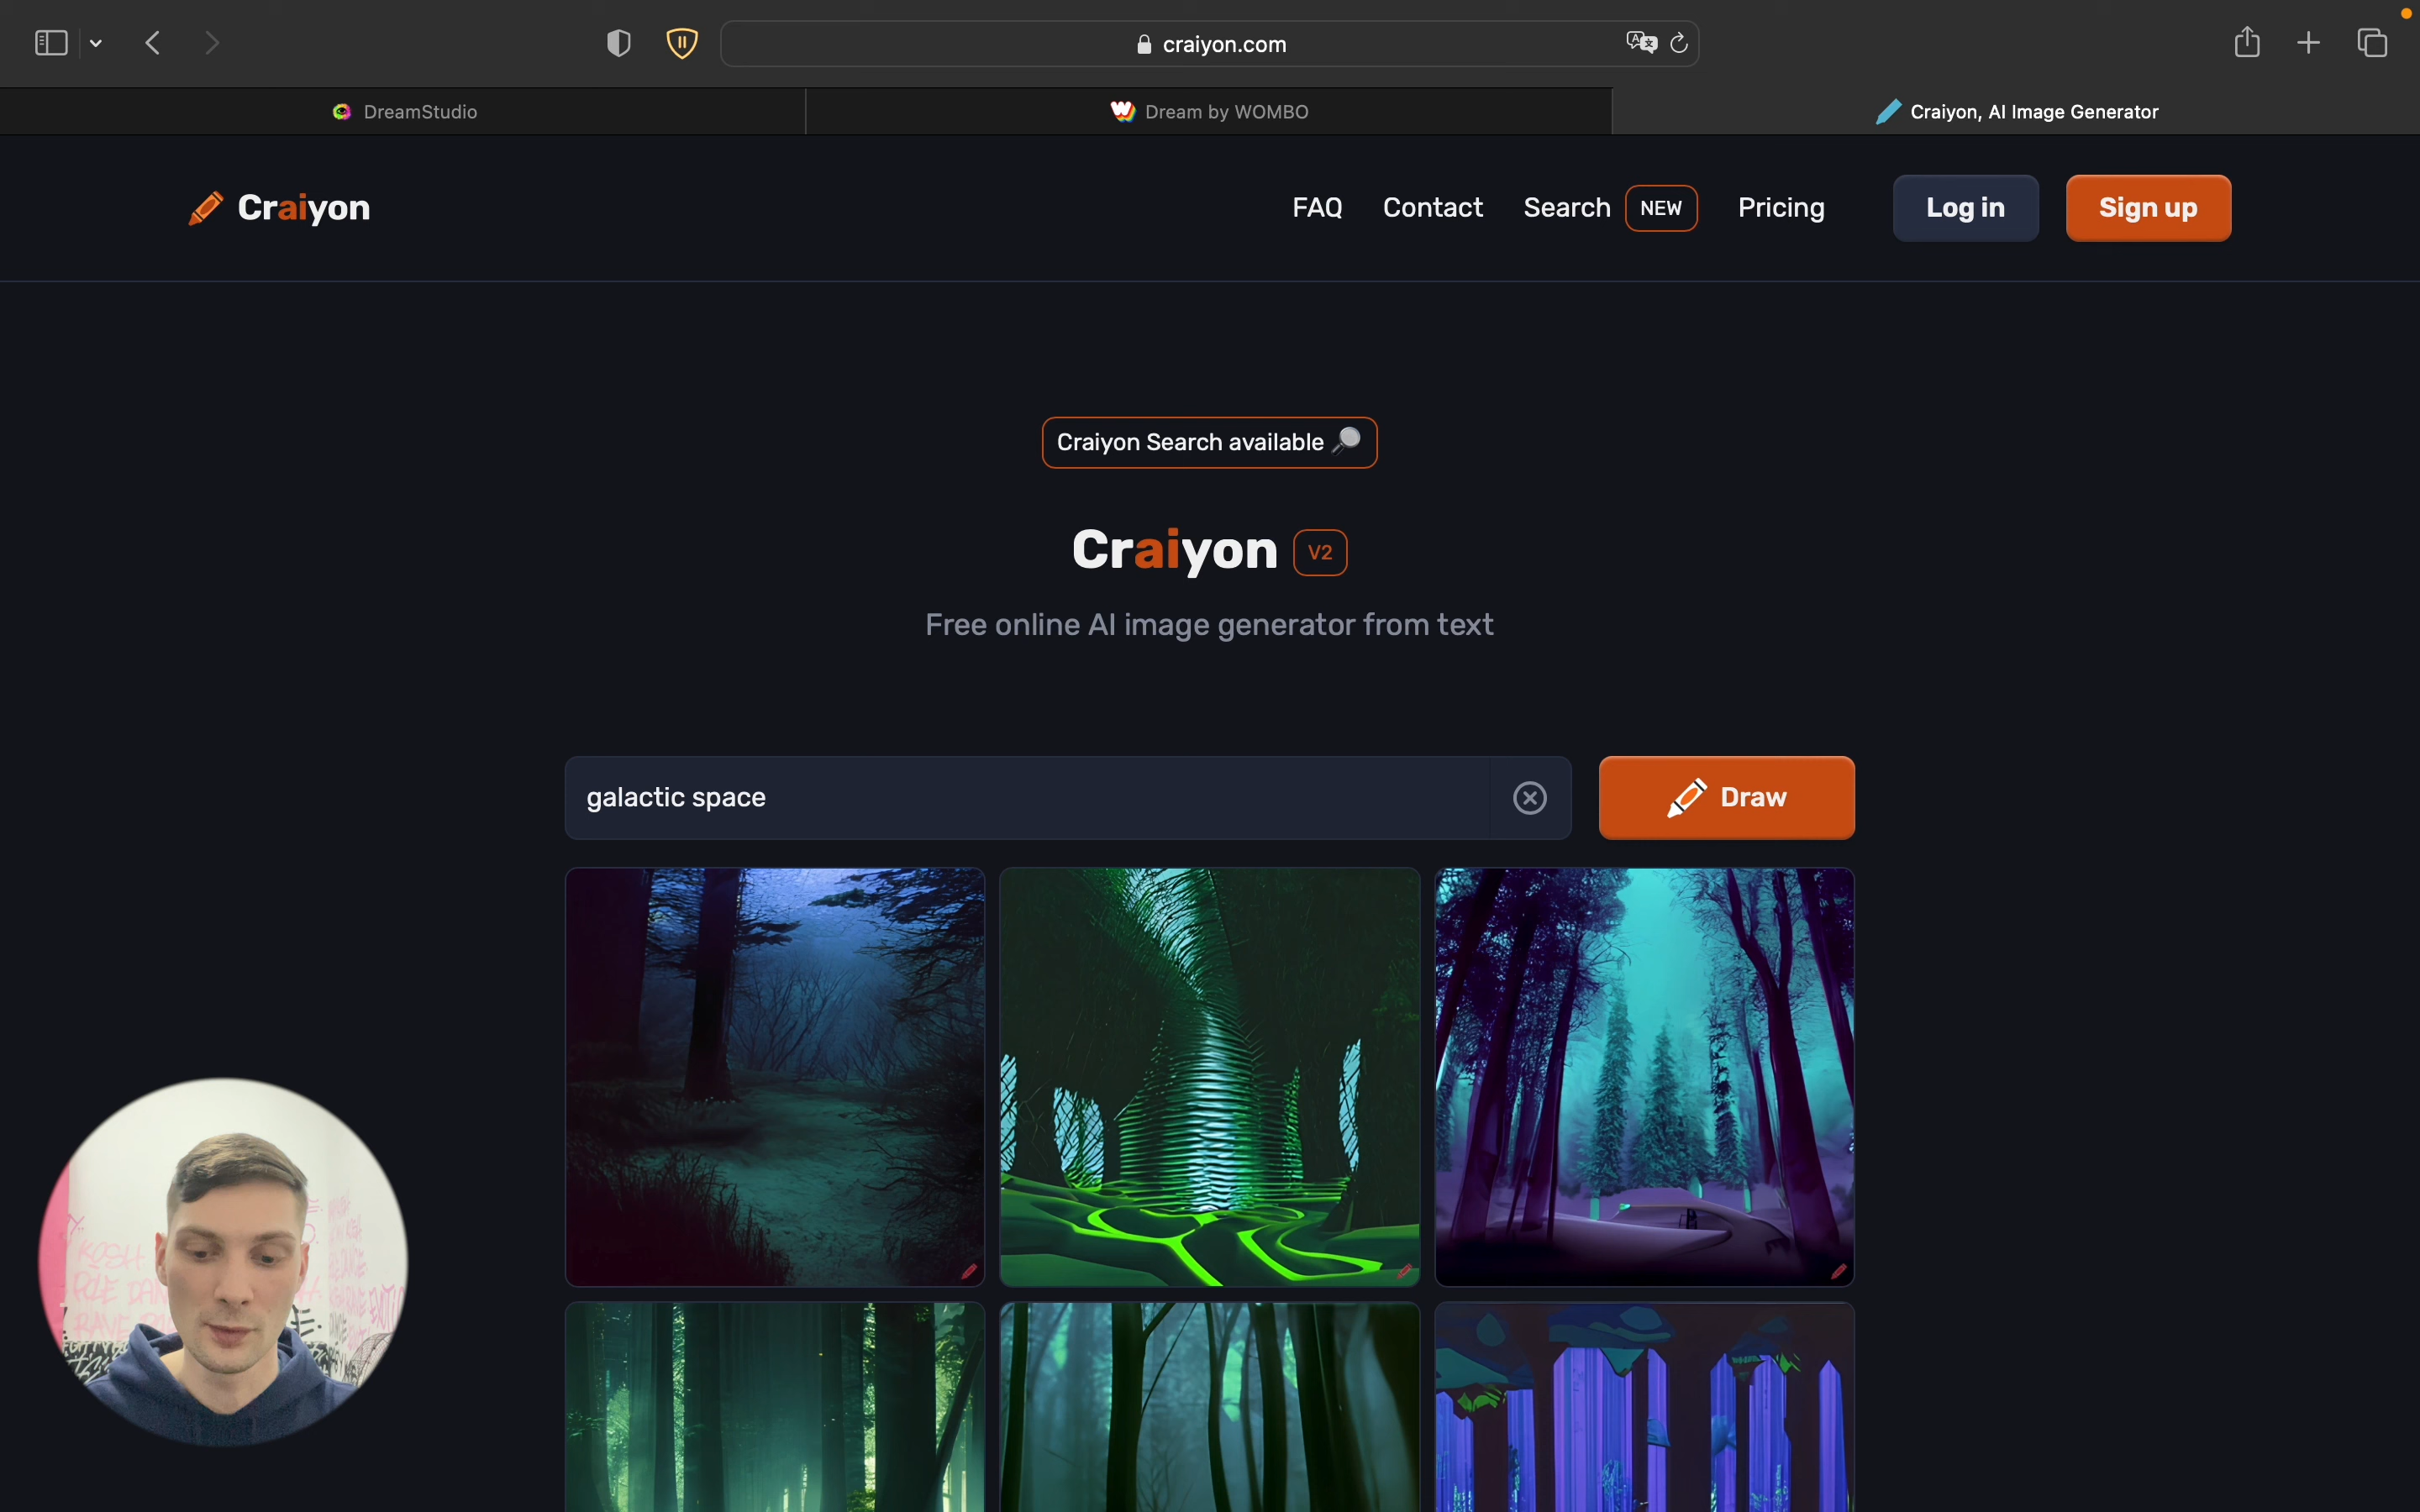 craiyon.com
DreamStudio
Dream by WOMBO
Craiyon, AI Image Generator
Craiyon
FAQ
Contact
Search
NEW
Pricing
Log in
Sign up
Craiyon Search available
Craiyon
V2
Free online AI image generator from text
galactic space
Draw